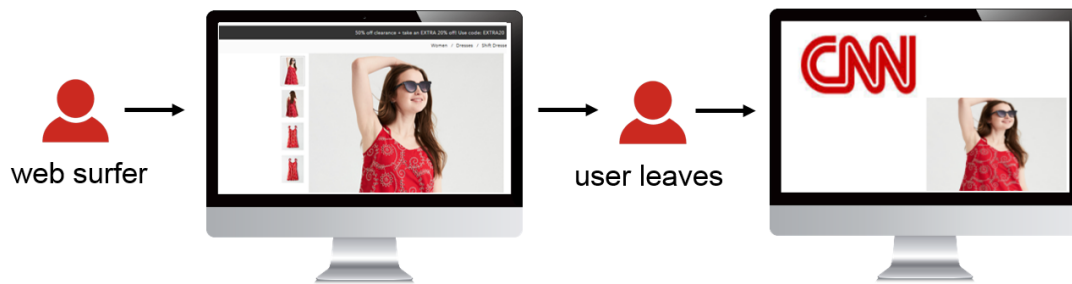 50% off clearance + take an EXTRA 20% off! Use code: EXTRA20
Women / Dresses / Shift Dresse
web surfer
user leaves
CNN